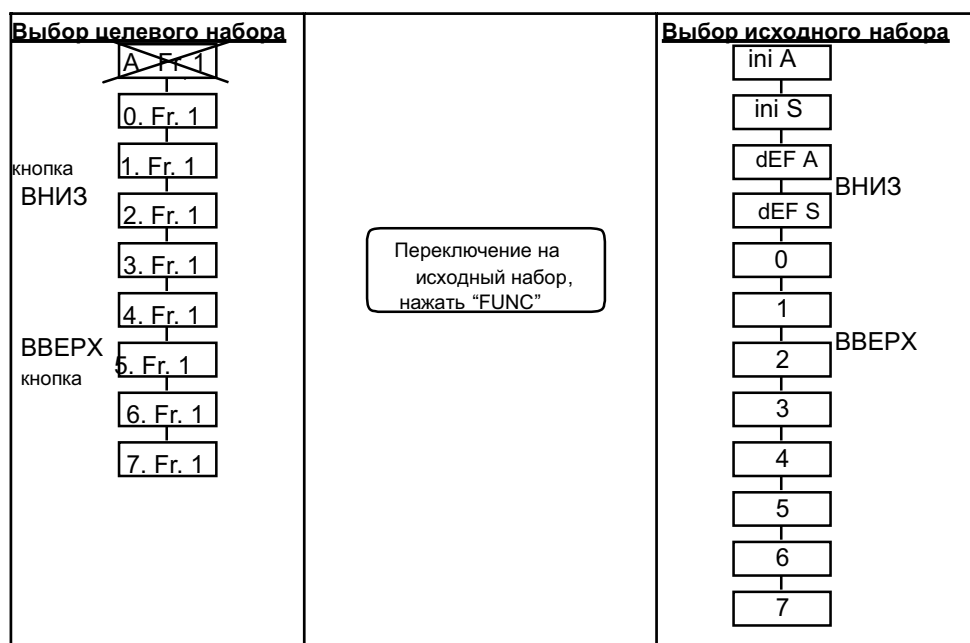 Выбор целевого набора
A. Fr. 1
0. Fr. 1
1. Fr. 1
кнопка
ВНИЗ
2. Fr. 1
3. Fr. 1
4. Fr. 1
ВВЕРХ
5. Fr. 1
кнопка
6. Fr. 1
7. Fr. 1
Переключение на
исходный набор,
нажать “FUNC”
Выбор исходного набора
ini A
ini S
dEF A
ВНИЗ
dEF S
0
1
ВВЕРХ
2
3
4
5
6
7